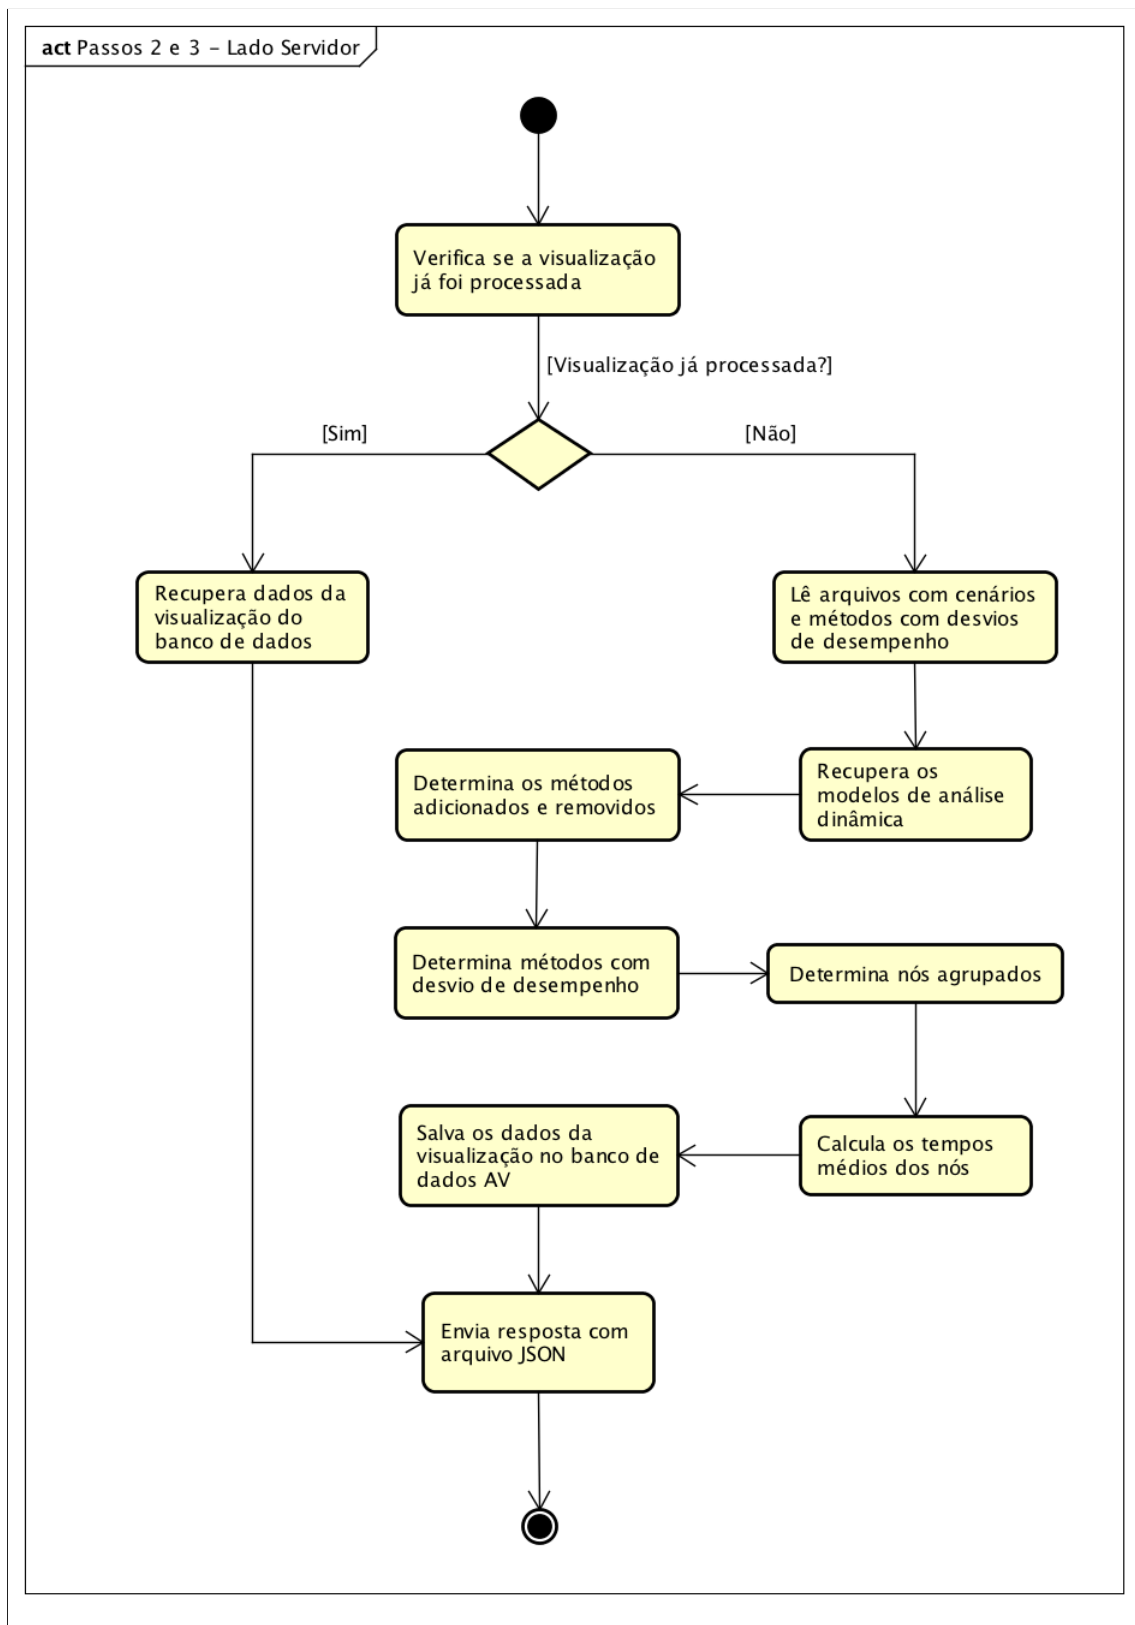 act Passos 2 e 3 – Lado Servidor
Verifica se a visualização
já foi processada
[Visualização já processada?]
[Sim]
[Não]
Recupera dados da
visualização do
banco de dados
Lê arquivos com cenários
e métodos com desvios
de desempenho
Recupera os
modelos de análise
dinâmica
Determina os métodos
adicionados e removidos
Determina métodos com
desvio de desempenho
Determina nós agrupados
Calcula os tempos
médios dos nós
Salva os dados da
visualização no banco de
dados AV
Envia resposta com
arquivo JSON